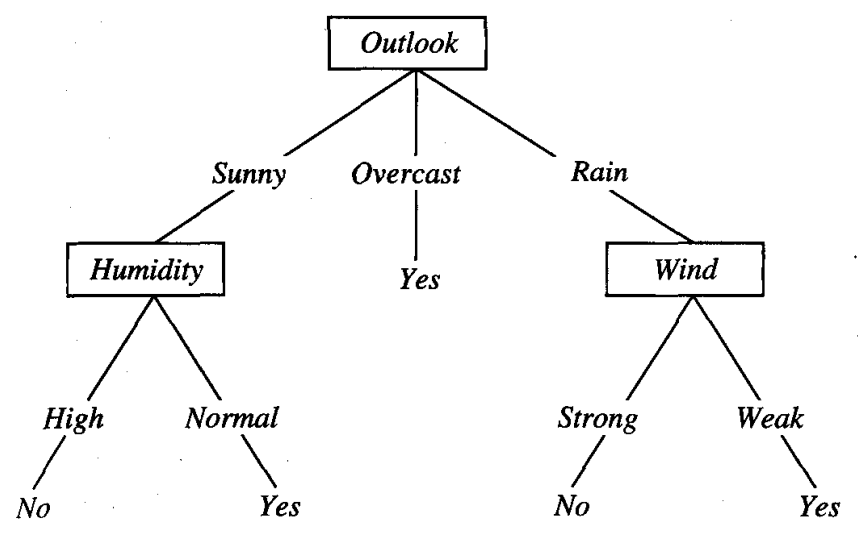 Outlook
Sunny Overcast Rain
Humidity Yes Wind
High Normal Strong Weak
No Yes No Yes